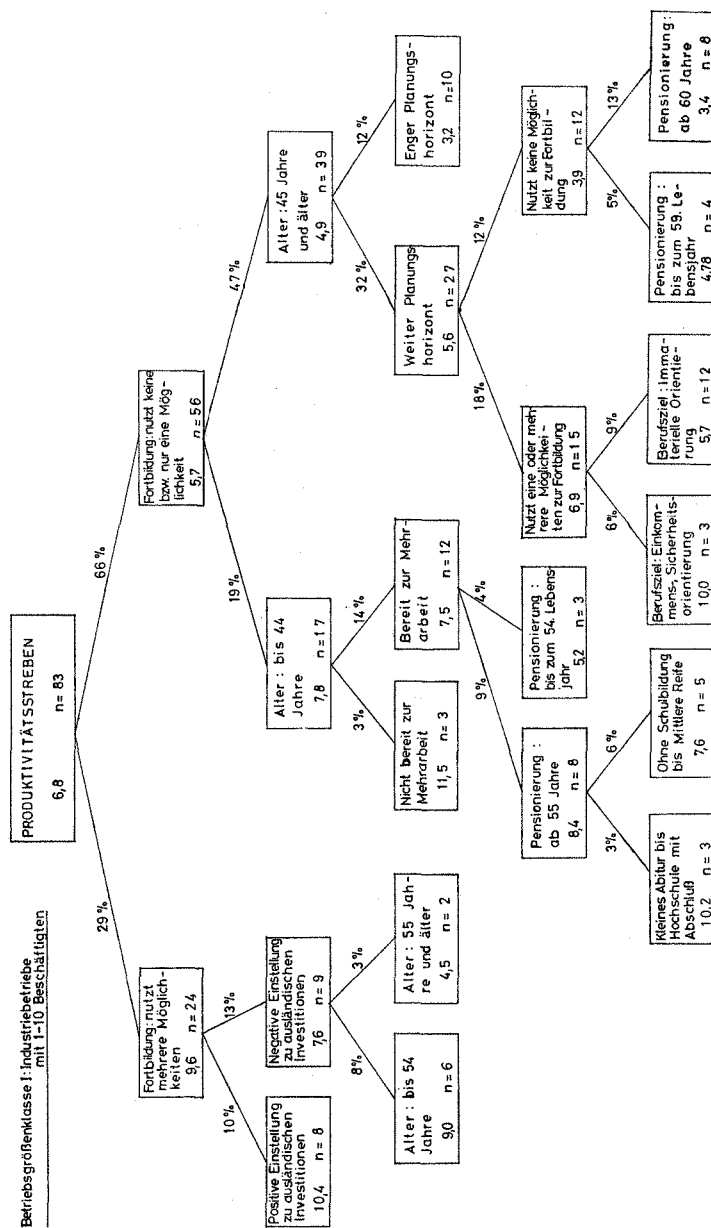 Betriebsgrößenklasse I: Industriebetriebe
mit 1-10 Beschäftigten
PRODUKTIVITÄTSSTREBEN
6,8 n = 83
29%
66%
Fortbildung: nutzt
mehrere Möglich-
keiten
9,6 n = 24
Fortbildung: nutzt keine
bzw. nur eine Mög-
lichkeit
5,7 n = 56
10%
13%
19%
47%
Positive Einstellung
zu ausländischen
Investitionen
10,4 n = 8
Negative Einstellung
zu ausländischen
Investitionen
7,6 n = 9
Alter : bis 44
Jahre
7,8 n = 17
Alter : 45 Jahre
und älter
4,9 n = 39
8%
3%
3%
14%
32%
12%
Alter : bis 54
Jahre
9,0 n = 6
Alter : 55 Jah-
re und älter
4,5 n = 2
Nicht bereit zur
Mehrarbeit
11,5 n = 3
Bereit zur Mehr-
arbeit
7,5 n = 12
Weiter Planungs-
horizont
5,6 n = 27
Enger Planungs-
horizont
3,2 n = 10
9%
4%
18%
12%
Pensionierung :
ab 55 Jahre
8,4 n = 8
Pensionierung :
bis zum 54. Lebens-
jahr
5,2 n = 3
Nutzt eine oder meh
rere Möglichkei-
ten zur Fortbildung
6,9 n = 15
Nutzt keine Möglich-
keit zur Fortbil-
dung
3,9 n = 12
3%
6%
6%
9%
5%
13%
Kleines Abitur bis
Hochschule mit
Abschluß
10,2 n = 3
Ohne Schulbildung
bis Mittlere Reife
7,6 n = 5
Berufsziel: Einkom-
mens-, Sicherheits-
orientierung
10,0 n = 3
Berufsziel: Imma-
terielle Orientie-
rung
5,7 n = 12
Pensionierung :
bis zum 59. Le-
bensjahr
4,78 n = 4
Pensionierung :
ab 60 Jahre
3,4 n = 8